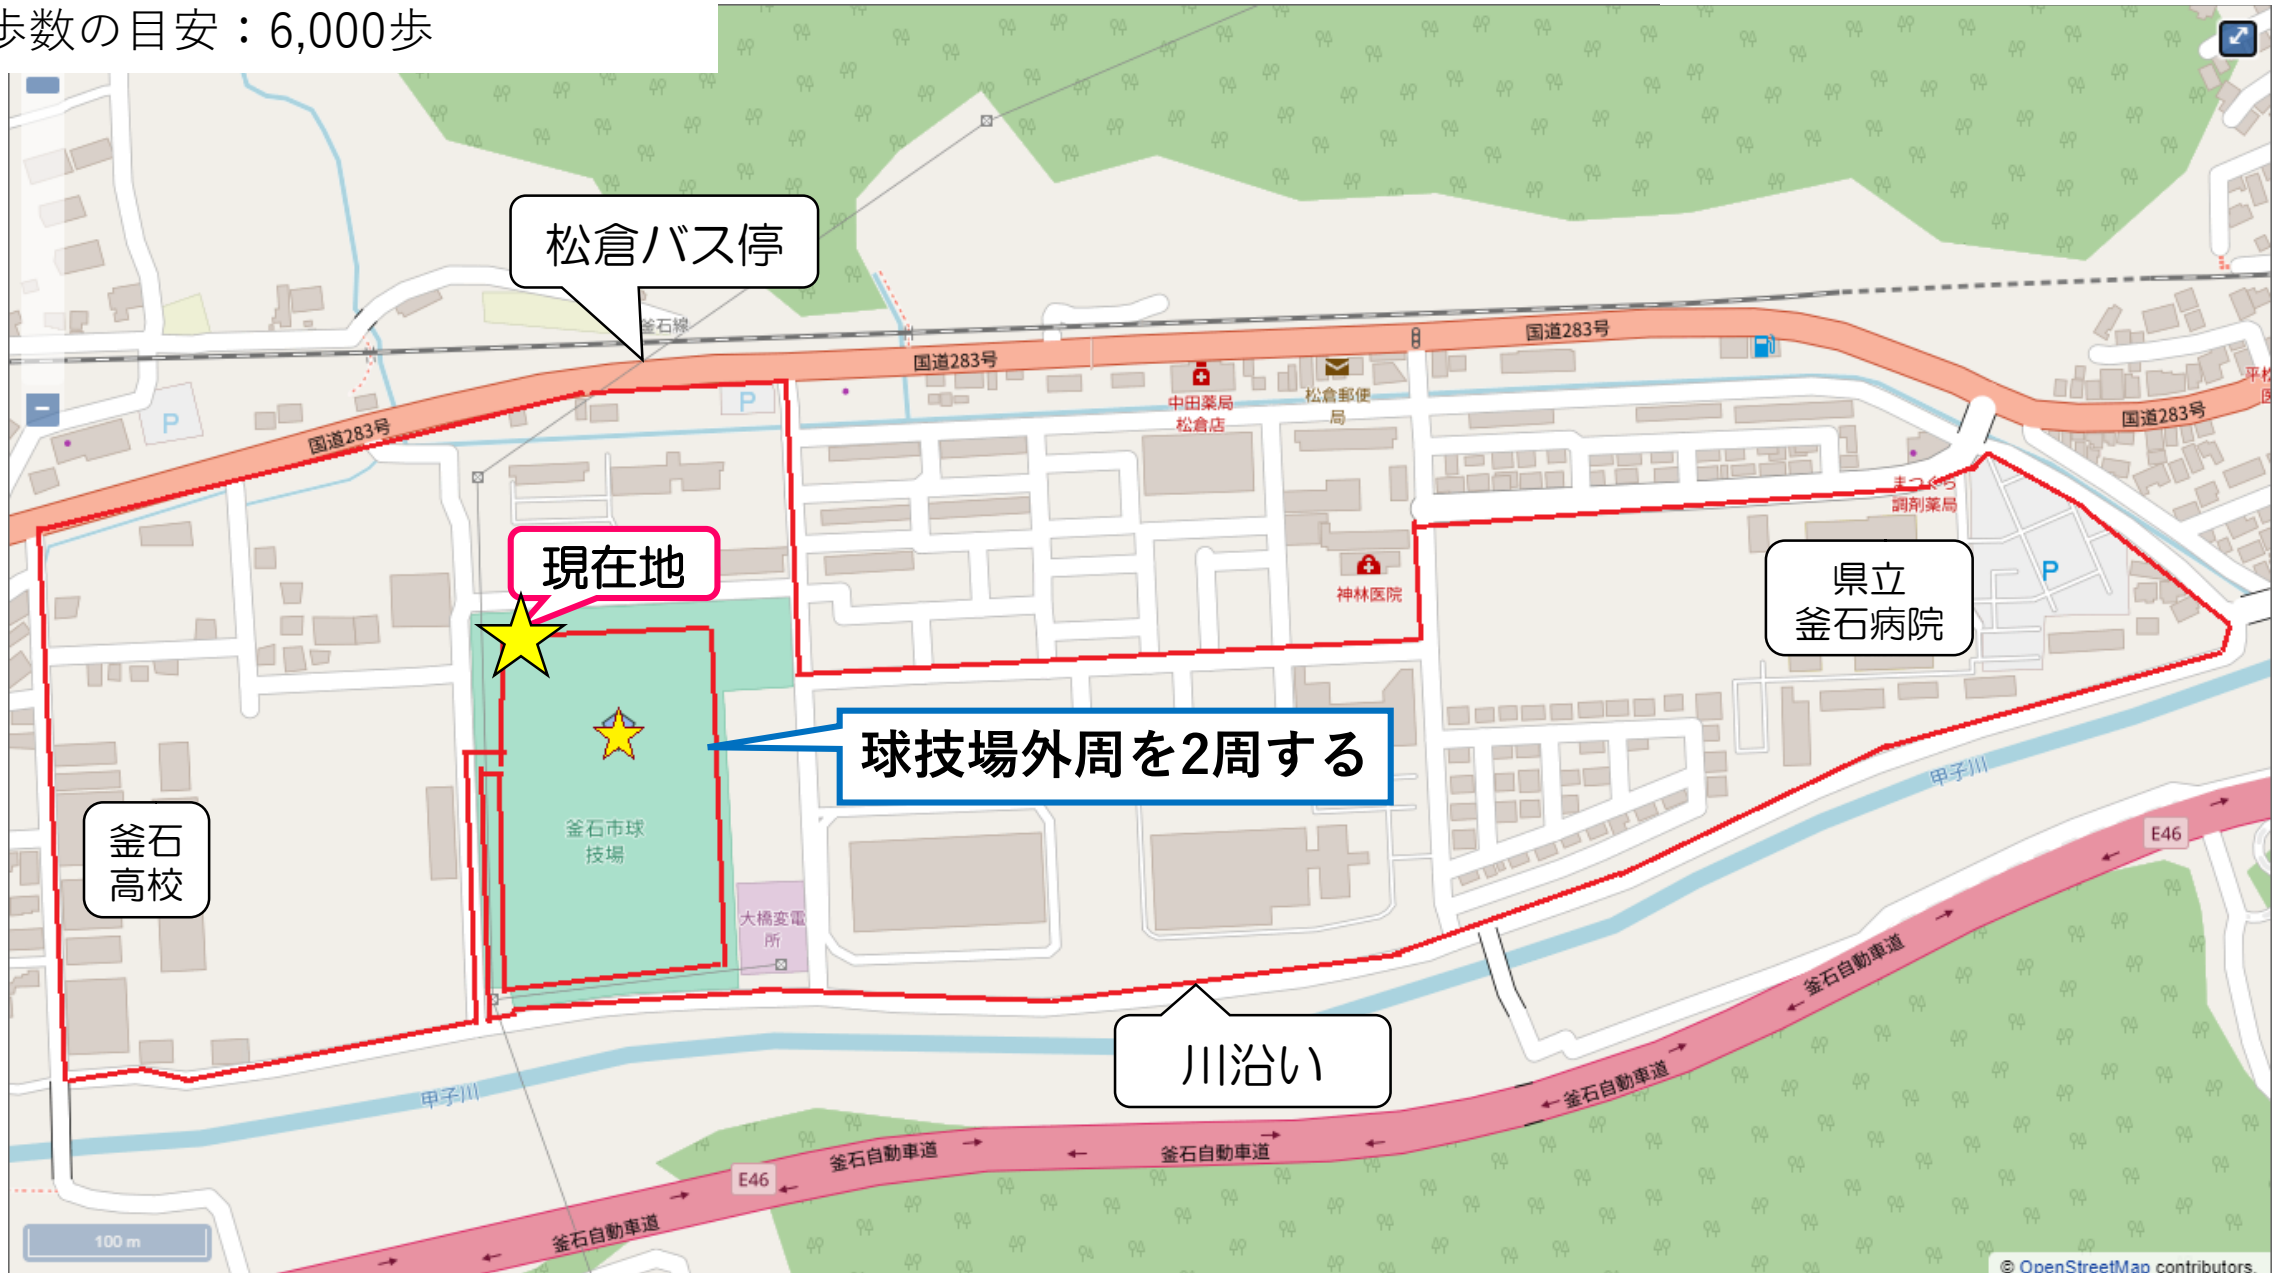 歩数の目安：6,000歩
松倉バス停
釜石線
国道283号
国道283号
国道283号
国道283号
P
P
中田薬局
松倉店
松倉郵便
局
まつくら
調剤薬局
現在地
神林医院
県立
釜石病院
P
球技場外周を2周する
釜石市球
技場
釜石
高校
大橋変電
所
甲子川
甲子川
川沿い
E46
E46
釜石自動車道
釜石自動車道
釜石自動車道
釜石自動車道
釜石自動車道
100 m
© OpenStreetMap contributors.